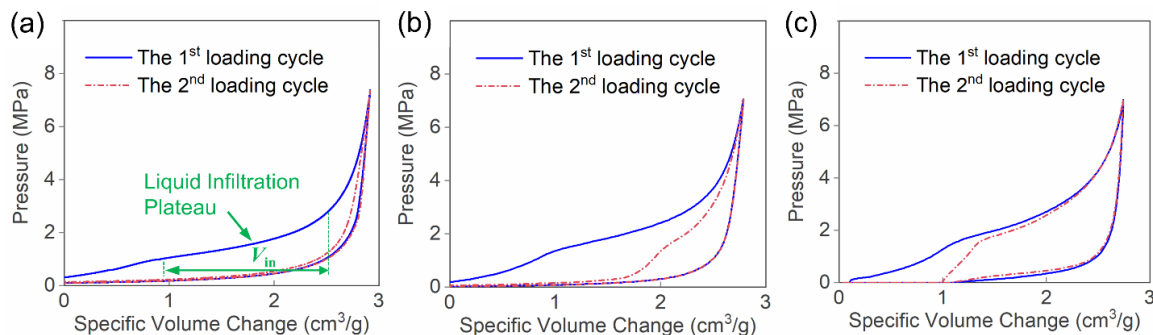 (a)
The 1st loading cycle
The 2nd loading cycle
Liquid Infiltration
Plateau
Vin
Pressure (MPa)
8
6
4
2
0
0 1 2 3
Specific Volume Change (cm3/g)
(b)
The 1st loading cycle
The 2nd loading cycle
Pressure (MPa)
8
6
4
2
0
0 1 2 3
Specific Volume Change (cm3/g)
(c)
The 1st loading cycle
The 2nd loading cycle
Pressure (MPa)
8
6
4
2
0
0 1 2 3
Specific Volume Change (cm3/g)